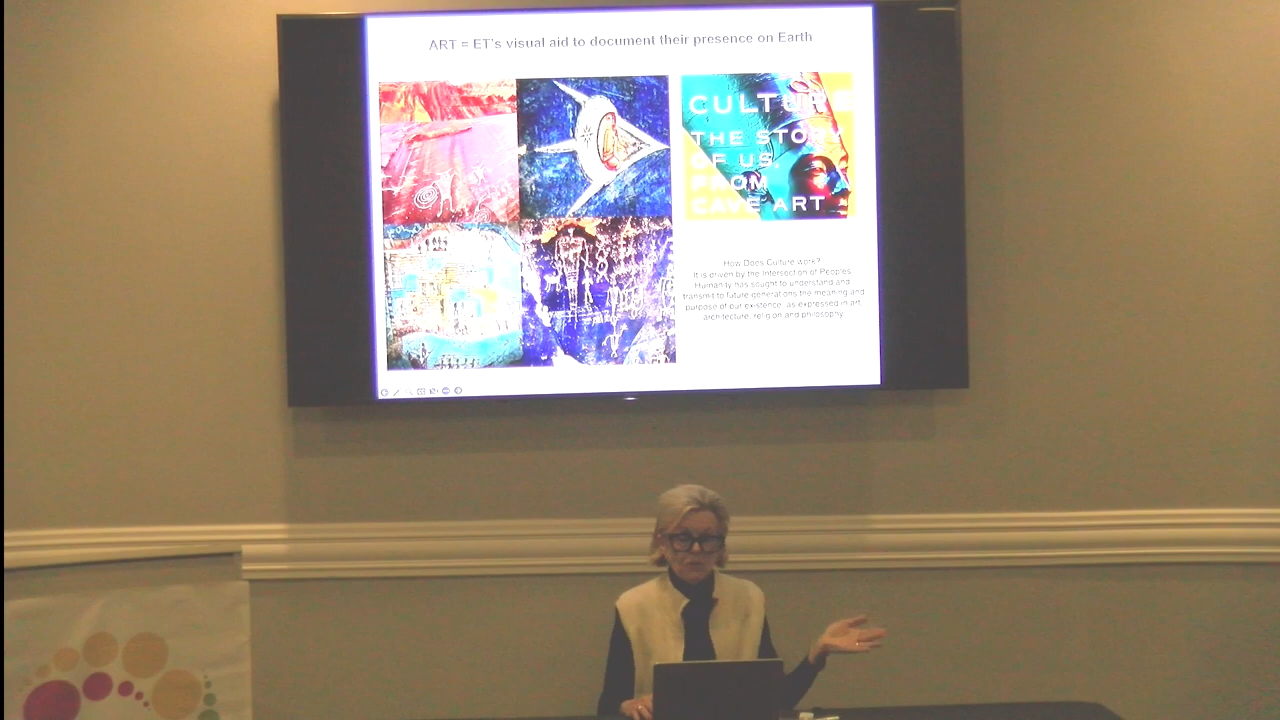 ART = ET's visual aid to document their presence on Earth
CULTURE
THE STORY
OF US,
FROM
CAVE ART
How Does Culture work?
It is driven by the Intersection of Peoples
Humanity has sought to understand and
transmit to future generations the meaning and
purpose of our existence, as expressed in art,
architecture, religion and philosophy